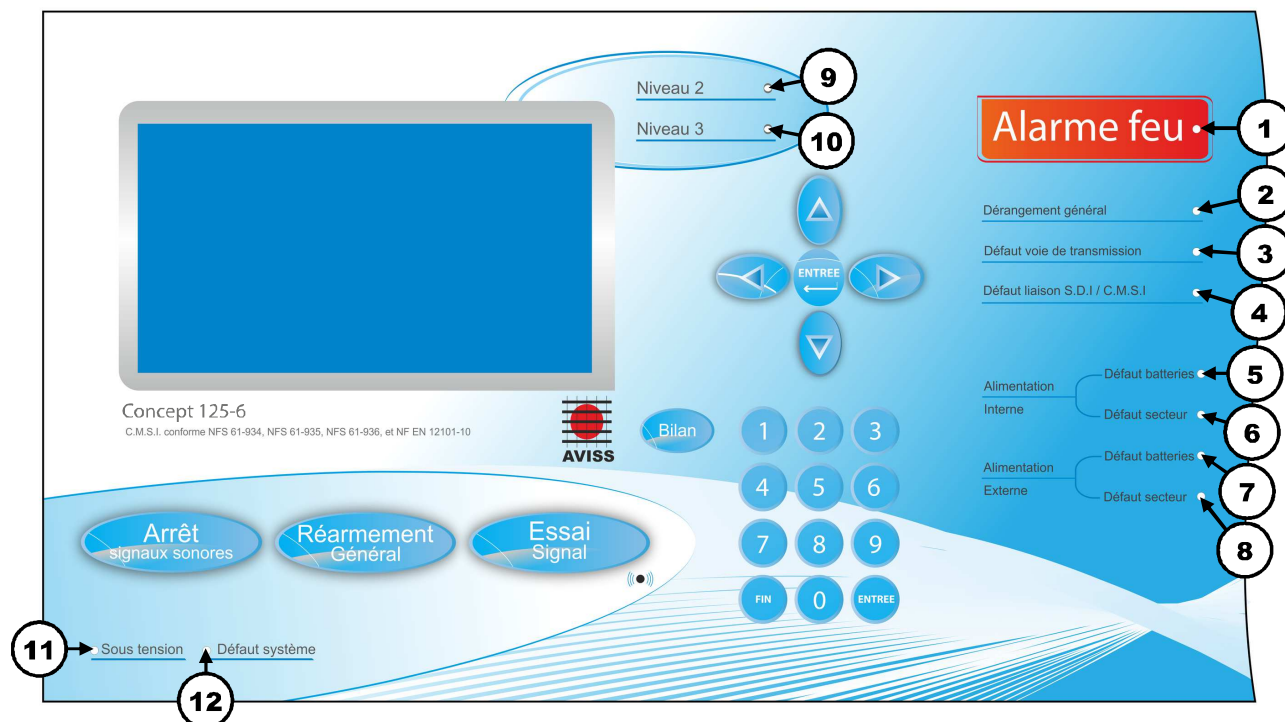 Niveau 2
9
Niveau 3
10
Alarme feu
1
Dérangement général
2
Défaut voie de transmission
3
Défaut liaison S.D.I / C.M.S.I
4
ENTREE
Alimentation
Interne
Défaut batteries
5
Défaut secteur
6
Alimentation
Externe
Défaut batteries
7
Défaut secteur
8
Concept 125-6
C.M.S.I. conforme NFS 61-934, NFS 61-935, NFS 61-936, et NF EN 12101-10
AVISS
Bilan
1 2 3
4 5 6
7 8 9
FIN 0 ENTREE
Arrêt
signaux sonores
Réarmement
Général
Essai
Signal
11
Sous tension
Défaut système
12